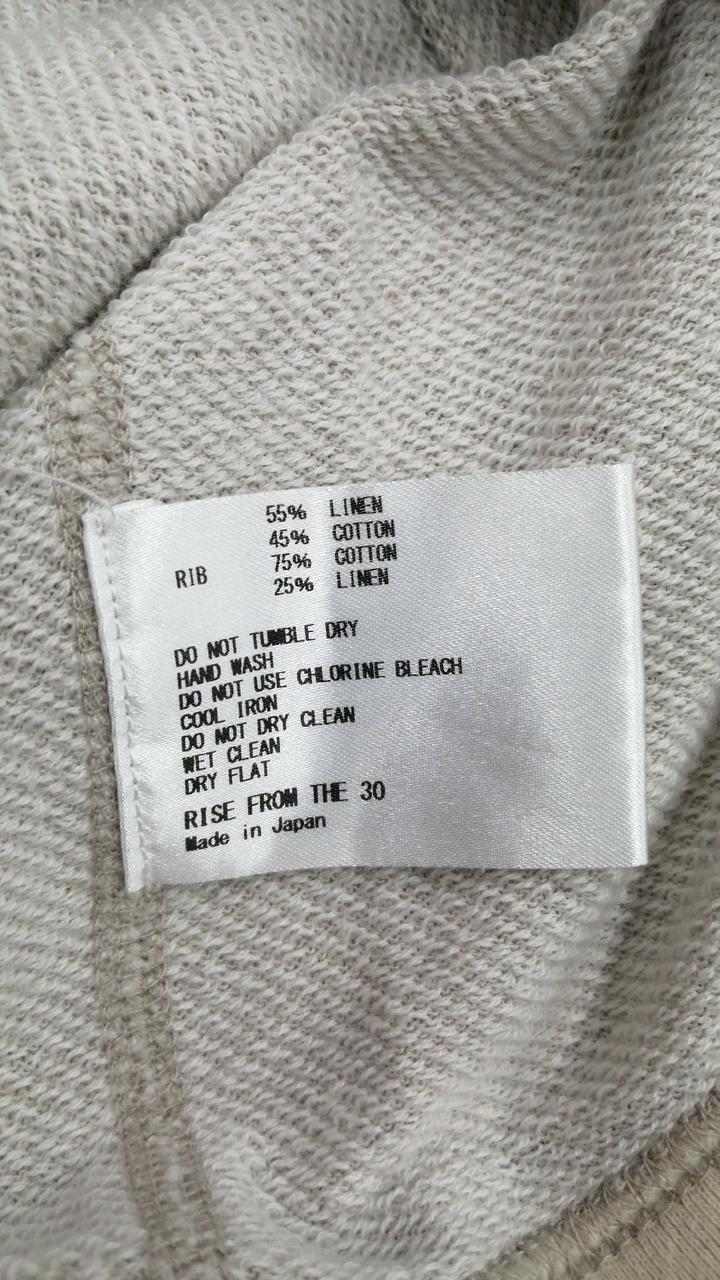 55% LINEN
45% COTTON
RIB 75% COTTON
25% LINEN
DO NOT TUMBLE DRY
HAND WASH
DO NOT USE CHLORINE BLEACH
COOL IRON
DO NOT DRY CLEAN
WET CLEAN
DRY FLAT
RISE FROM THE 30
Made in Japan